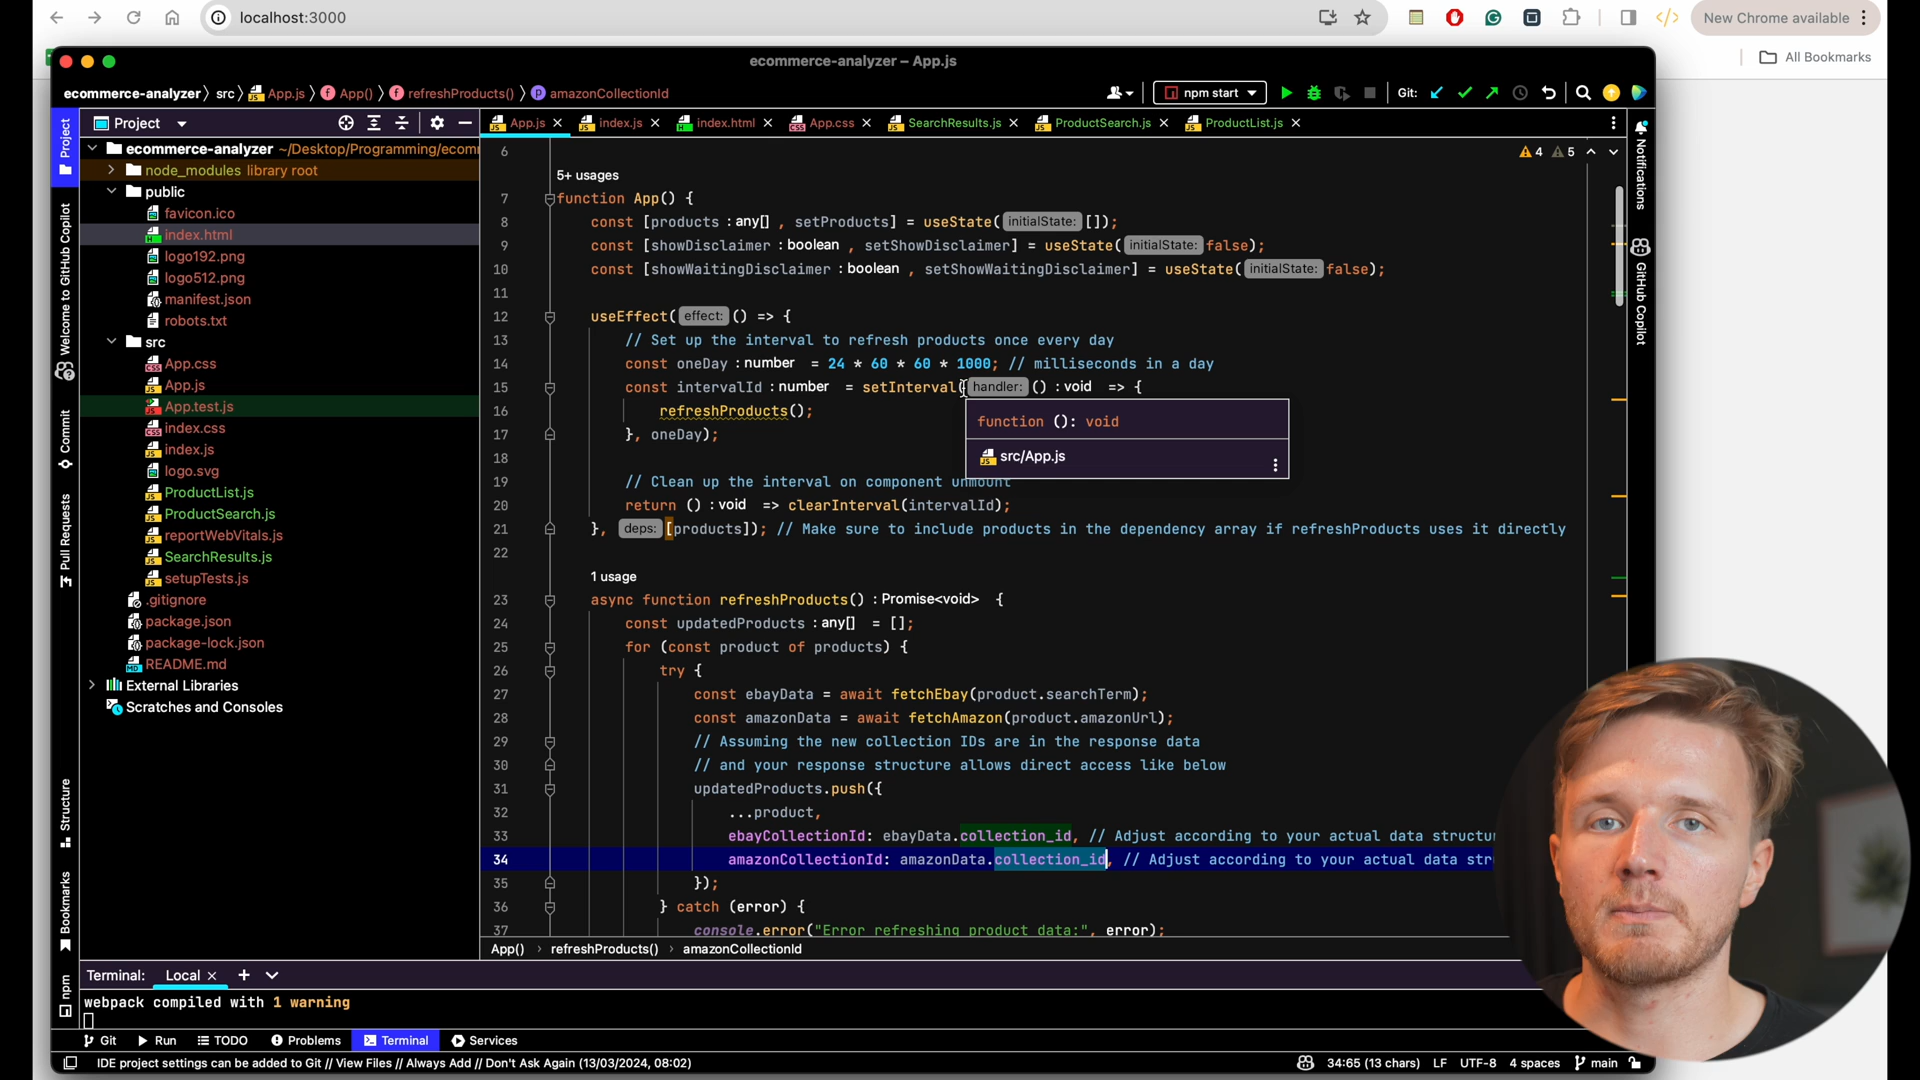 localhost:3000
New Chrome available
All Bookmarks
ecommerce-analyzer – App.js
ecommerce-analyzer 〉 src 〉 App.js 〉 App() 〉 refreshProducts() 〉 amazonCollectionId
npm start
Git:
Project
App.js
index.js
index.html
App.css
SearchResults.js
ProductSearch.js
ProductList.js
Project
Welcome to GitHub Copilot
Commit
Pull Requests
Structure
Bookmarks
npm
ecommerce-analyzer ~/Desktop/Programming/ecom
node_modules library root
public
favicon.ico
index.html
logo192.png
logo512.png
manifest.json
robots.txt
src
App.css
App.js
App.test.js
index.css
index.js
logo.svg
ProductList.js
ProductSearch.js
reportWebVitals.js
SearchResults.js
setupTests.js
.gitignore
package.json
package-lock.json
README.md
External Libraries
Scratches and Consoles
4 5
Notifications
GitHub Copilot
6
5+ usages
7 function App() {
8 const [products : any[] , setProducts] = useState( initialState: []);
9 const [showDisclaimer : boolean , setShowDisclaimer] = useState( initialState: false);
10 const [showWaitingDisclaimer : boolean , setShowWaitingDisclaimer] = useState( initialState: false);
11
12 useEffect( effect: () => {
13 // Set up the interval to refresh products once every day
14 const oneDay : number = 24 * 60 * 60 * 1000; // milliseconds in a day
15 const intervalId : number = setInterval( handler: () : void => {
16 refreshProducts();
17 }, oneDay);
function (): void
src/App.js
18
19 // Clean up the interval on component unmount
20 return () : void => clearInterval(intervalId);
21 }, deps: [products]); // Make sure to include products in the dependency array if refreshProducts uses it directly
22
1 usage
23 async function refreshProducts() : Promise<void> {
24 const updatedProducts : any[] = [];
25 for (const product of products) {
26 try {
27 const ebayData = await fetchEbay(product.searchTerm);
28 const amazonData = await fetchAmazon(product.amazonUrl);
29 // Assuming the new collection IDs are in the response data
30 // and your response structure allows direct access like below
31 updatedProducts.push({
32 ...product,
33 ebayCollectionId: ebayData.collection_id, // Adjust according to your actual data structu
34 amazonCollectionId: amazonData.collection_id, // Adjust according to your actual data str
35 });
36 } catch (error) {
37 console.error("Error refreshing product data:", error);
App() › refreshProducts() › amazonCollectionId
Terminal: Local
webpack compiled with 1 warning
Git Run TODO Problems Terminal Services
IDE project settings can be added to Git // View Files // Always Add // Don't Ask Again (13/03/2024, 08:02)
34:65 (13 chars) LF UTF-8 4 spaces main